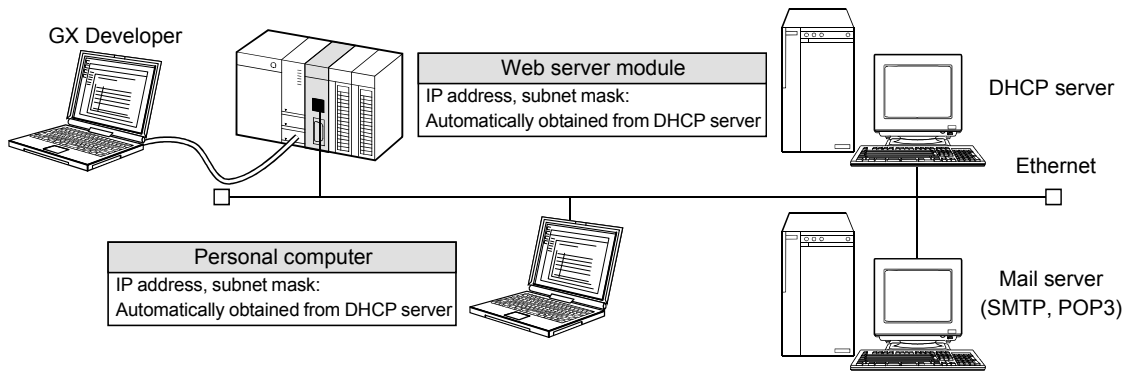 GX Developer
Web server module
IP address, subnet mask:
Automatically obtained from DHCP server
DHCP server
Ethernet
Personal computer
IP address, subnet mask:
Automatically obtained from DHCP server
Mail server
(SMTP, POP3)